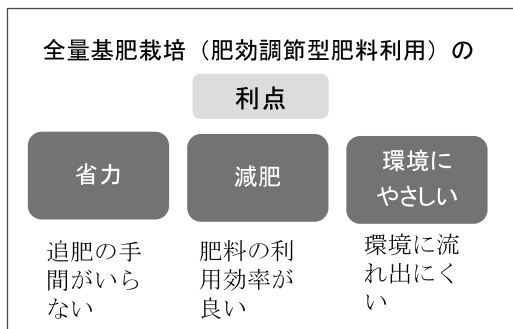 全量基肥栽培（肥効調節型肥料利用）の
利点
省力
減肥
環境に
やさしい
追肥の手
間がいら
ない
肥料の利
用効率が
良い
環境に流
れ出にく
い